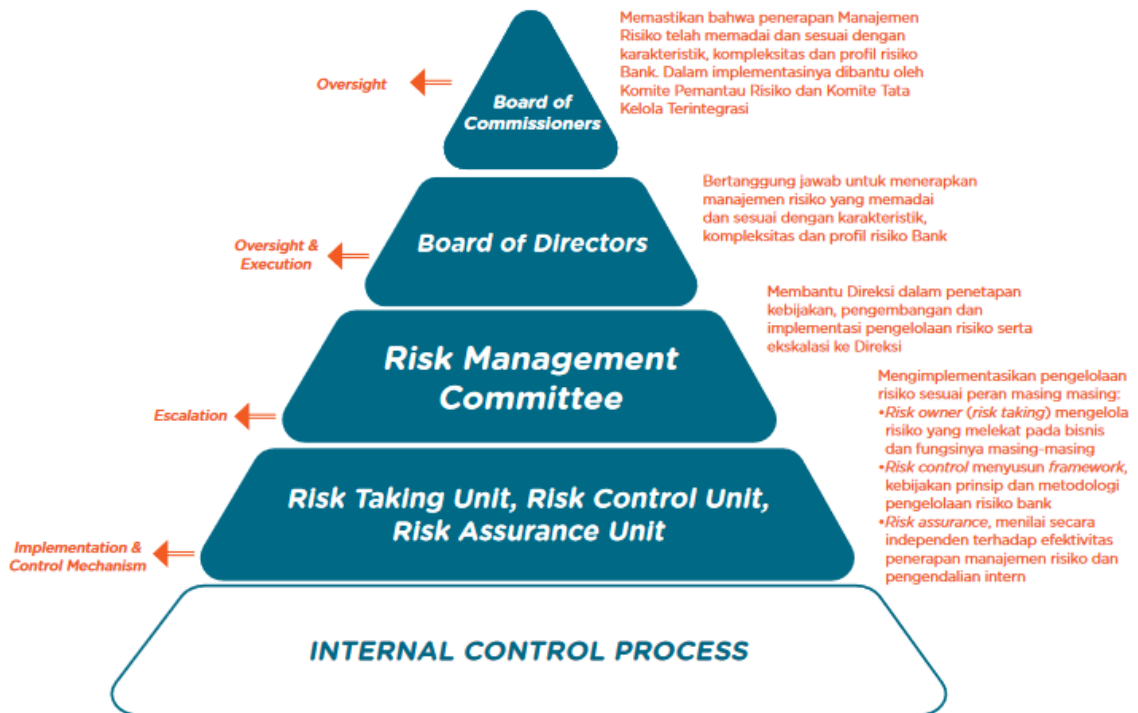 Memastikan bahwa penerapan Manajemen
Risiko telah memadai dan sesuai dengan
karakteristik, kompleksitas dan profil risiko
Bank. Dalam implementasinya dibantu oleh
Komite Pemantau Risiko dan Komite Tata
Kelola Terintegrasi
Oversight
Board of
Commissioners
Bertanggung jawab untuk menerapkan
manajemen risiko yang memadai
dan sesuai dengan karakteristik,
kompleksitas dan profil risiko Bank
Oversight &
Execution
Board of Directors
Membantu Direksi dalam penetapan
kebijakan, pengembangan dan
implementasi pengelolaan risiko serta
ekskalasi ke Direksi
Escalation
Risk Management
Committee
Mengimplementasikan pengelolaan
risiko sesuai peran masing masing:
•Risk owner (risk taking) mengelola
risiko yang melekat pada bisnis
dan fungsinya masing-masing
•Risk control menyusun framework,
kebijakan prinsip dan metodologi
pengelolaan risiko bank
•Risk assurance, menilai secara
independen terhadap efektivitas
penerapan manajemen risiko dan
pengendalian intern
Implementation &
Control Mechanism
Risk Taking Unit, Risk Control Unit,
Risk Assurance Unit
INTERNAL CONTROL PROCESS